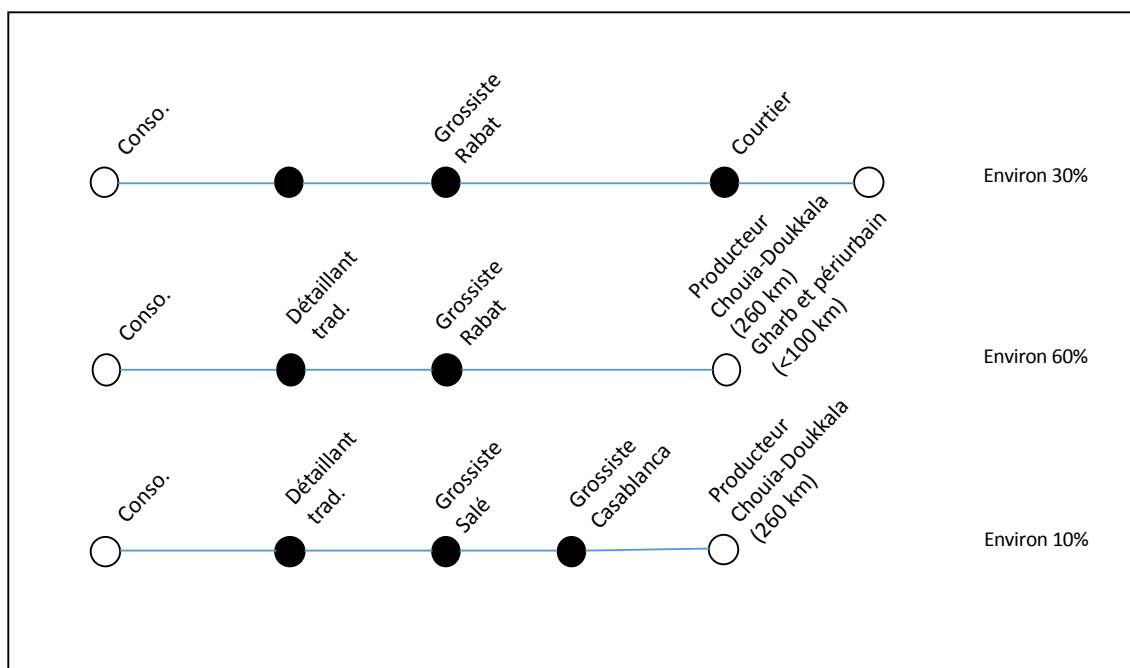 Conso.
Grossiste
Rabat
Courtier
Environ 30%
Conso.
Détaillant
trad.
Grossiste
Rabat
Producteur
Chouia-Doukkala
(260 km)
Gharb et périurbain
(<100 km)
Environ 60%
Conso.
Détaillant
trad.
Grossiste
Salé
Grossiste
Casablanca
Producteur
Chouia-Doukkala
(260 km)
Environ 10%